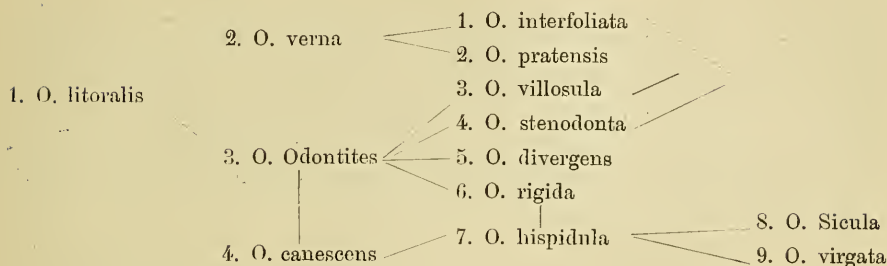 1. O. interfoliata
2. O. verna
2. O. pratensis
3. O. villosula
1. O. litoralis
4. O. stenodonta
3. O. Odontites
5. O. divergens
6. O. rigida
7. O. hispidula
8. O. Sicula
4. O. canescens
9. O. virgata